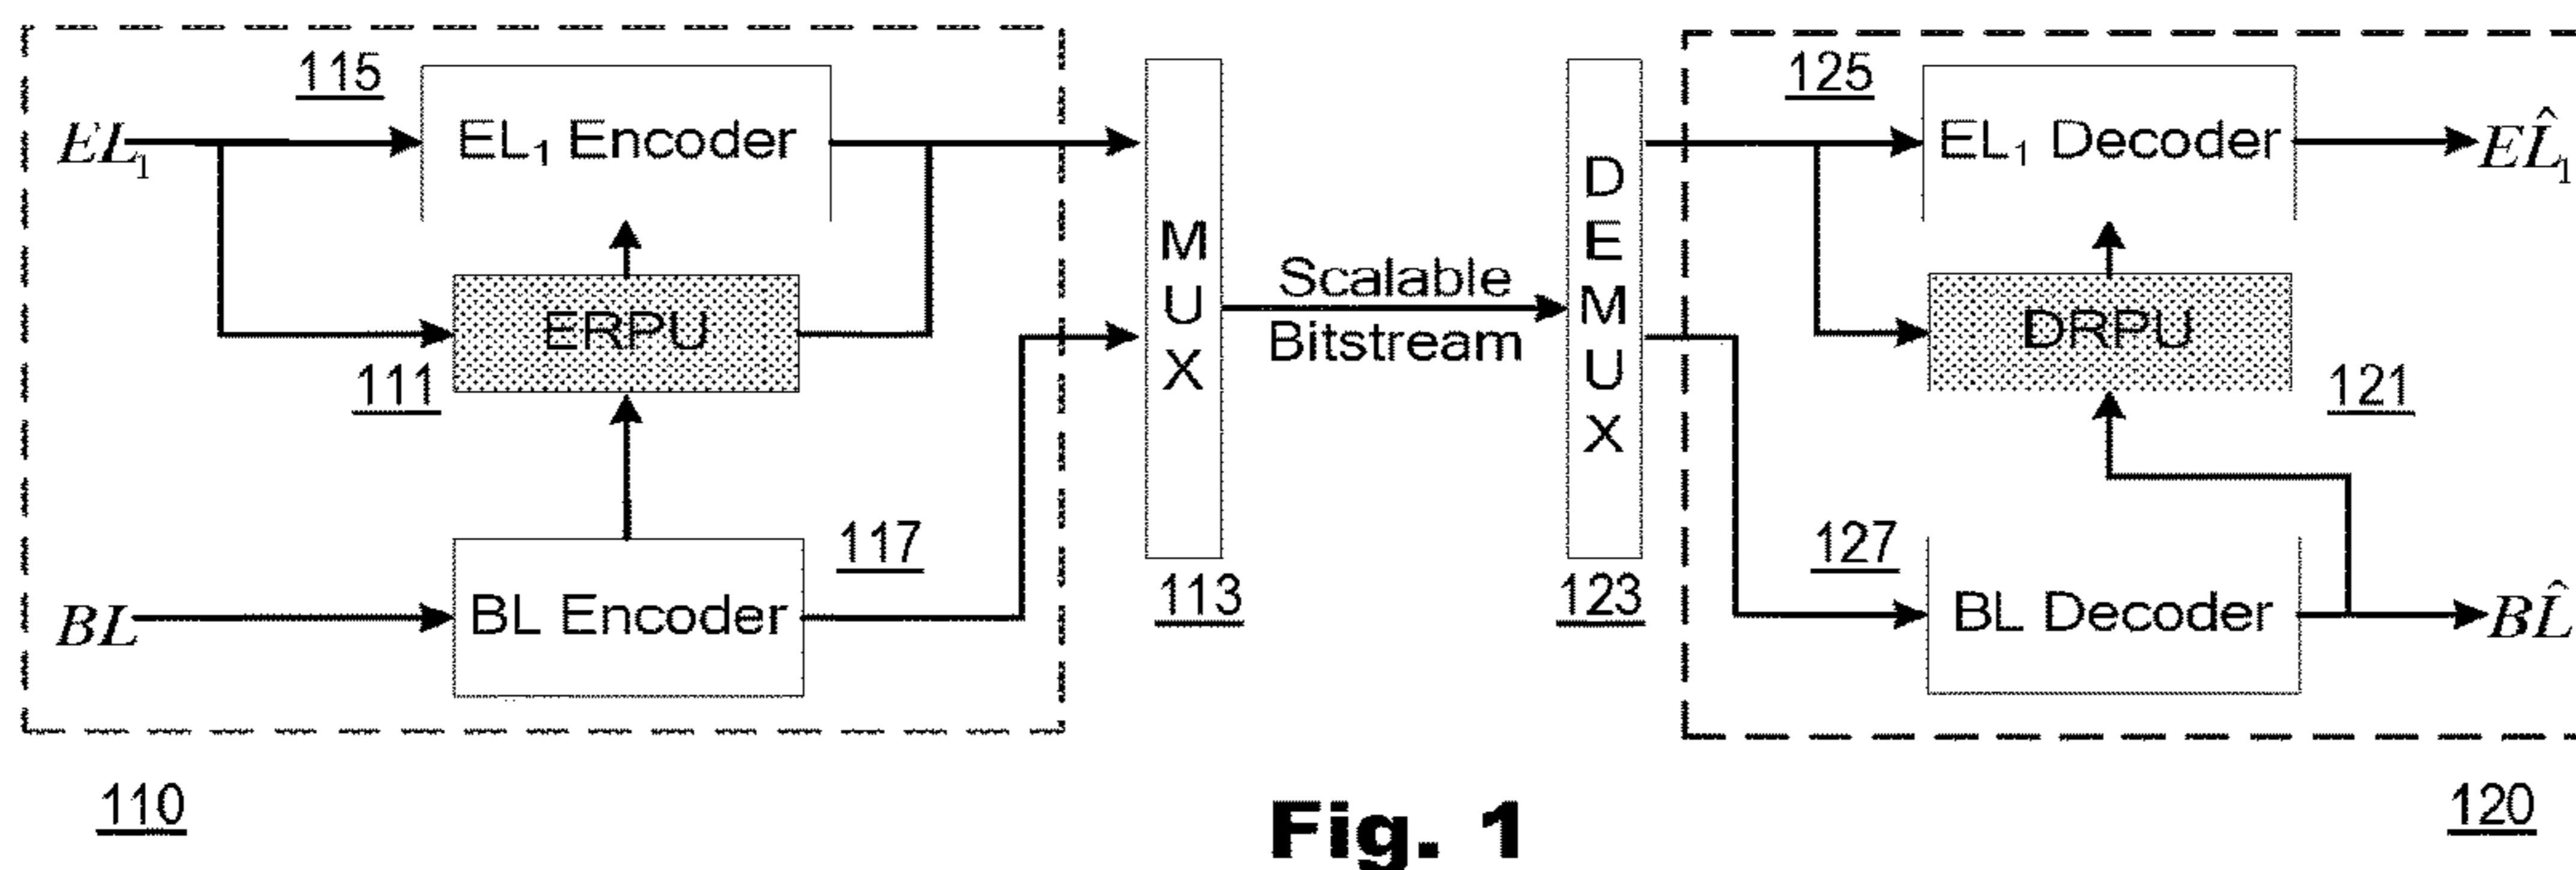 115
EL₁
EL₁ Encoder
ERPU
111
BL
BL Encoder
117
110
M
U
X
113
Scalable
Bitstream
D
E
M
U
X
123
125
EL₁ Decoder
EL̂₁
DRPU
121
127
BL Decoder
BL̂
120
Fig. 1